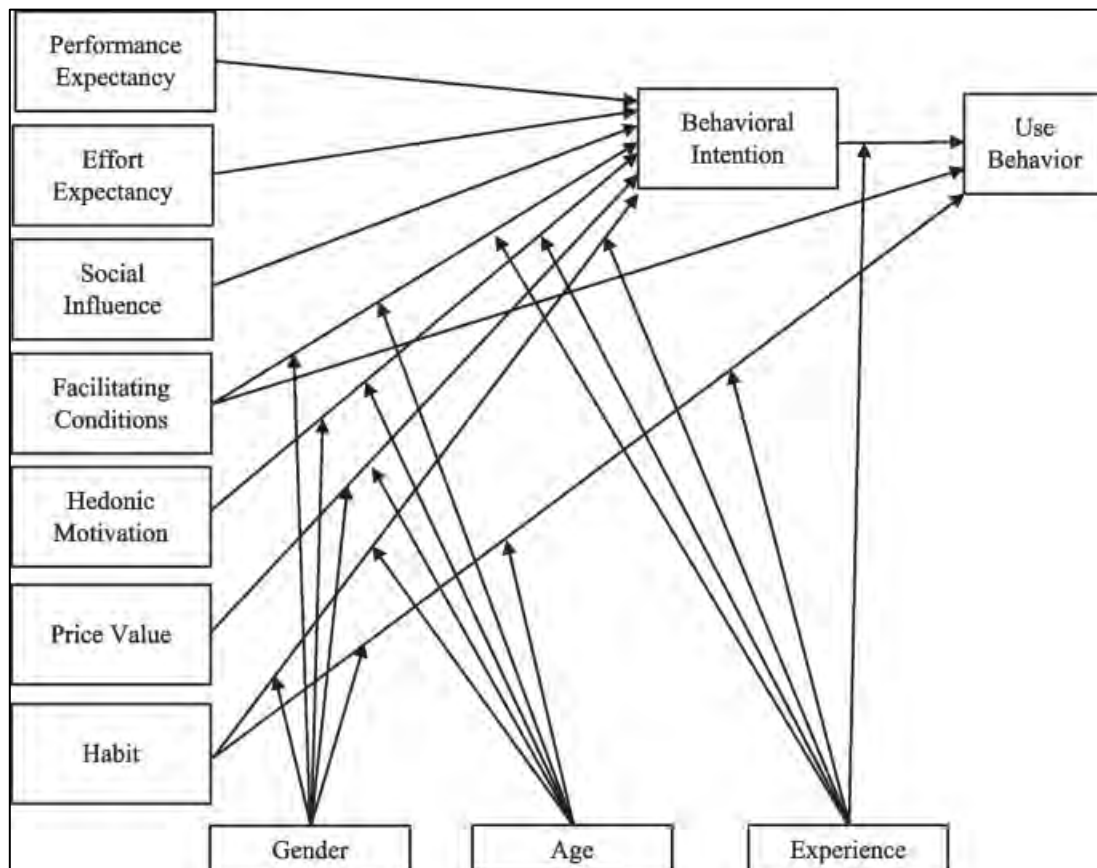 Performance
Expectancy
Effort
Expectancy
Social
Influence
Facilitating
Conditions
Hedonic
Motivation
Price Value
Habit
Behavioral
Intention
Use
Behavior
Gender
Age
Experience